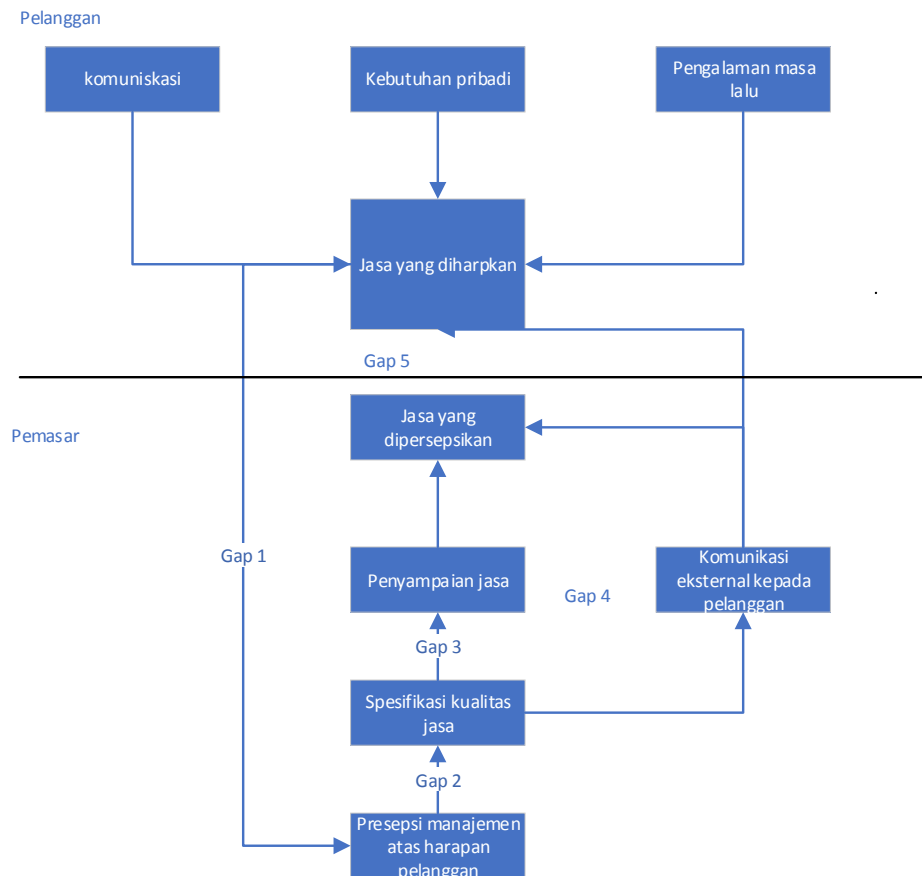 Pelanggan
komuniskasi
Kebutuhan pribadi
Pengalaman masa
lalu
Jasa yang diharpkan
.
Gap 5
Pemasar
Jasa yang
dipersepsikan
Gap 1
Penyampaian jasa
Gap 4
Komunikasi
eksternal kepada
pelanggan
Gap 3
Spesifikasi kualitas
jasa
Gap 2
Presepsi manajemen
atas harapan
pelanggan